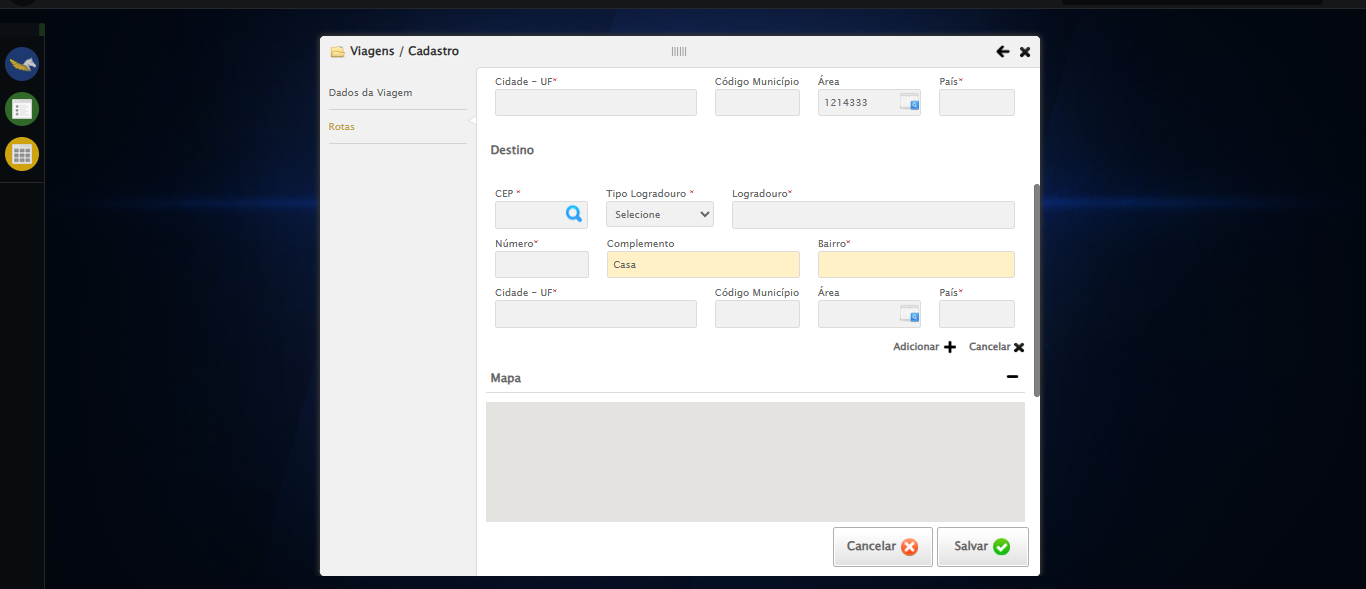 Viagens / Cadastro
Dados da Viagem
Rotas
Cidade - UF* Código Município Área País*
1214333
Destino
CEP * Tipo Logradouro * Logradouro*
Selecione
Número* Complemento Bairro*
Casa
Cidade - UF* Código Município Área País*
Adicionar Cancelar
Mapa
Cancelar Salvar